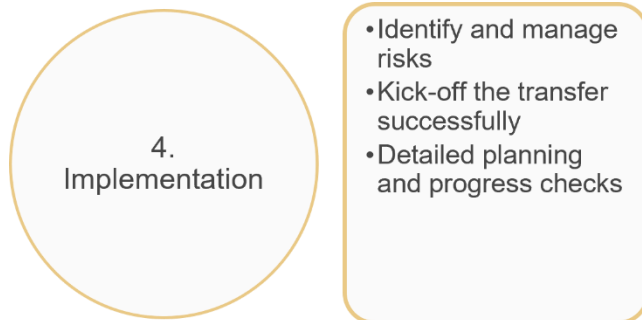 4.
Implementation
•Identify and manage
risks
•Kick-off the transfer
successfully
•Detailed planning
and progress checks